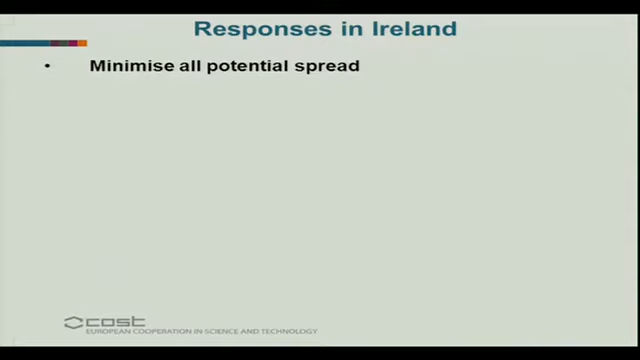 Responses in Ireland
• Minimise all potential spread
cost
EUROPEAN COOPERATION IN SCIENCE AND TECHNOLOGY